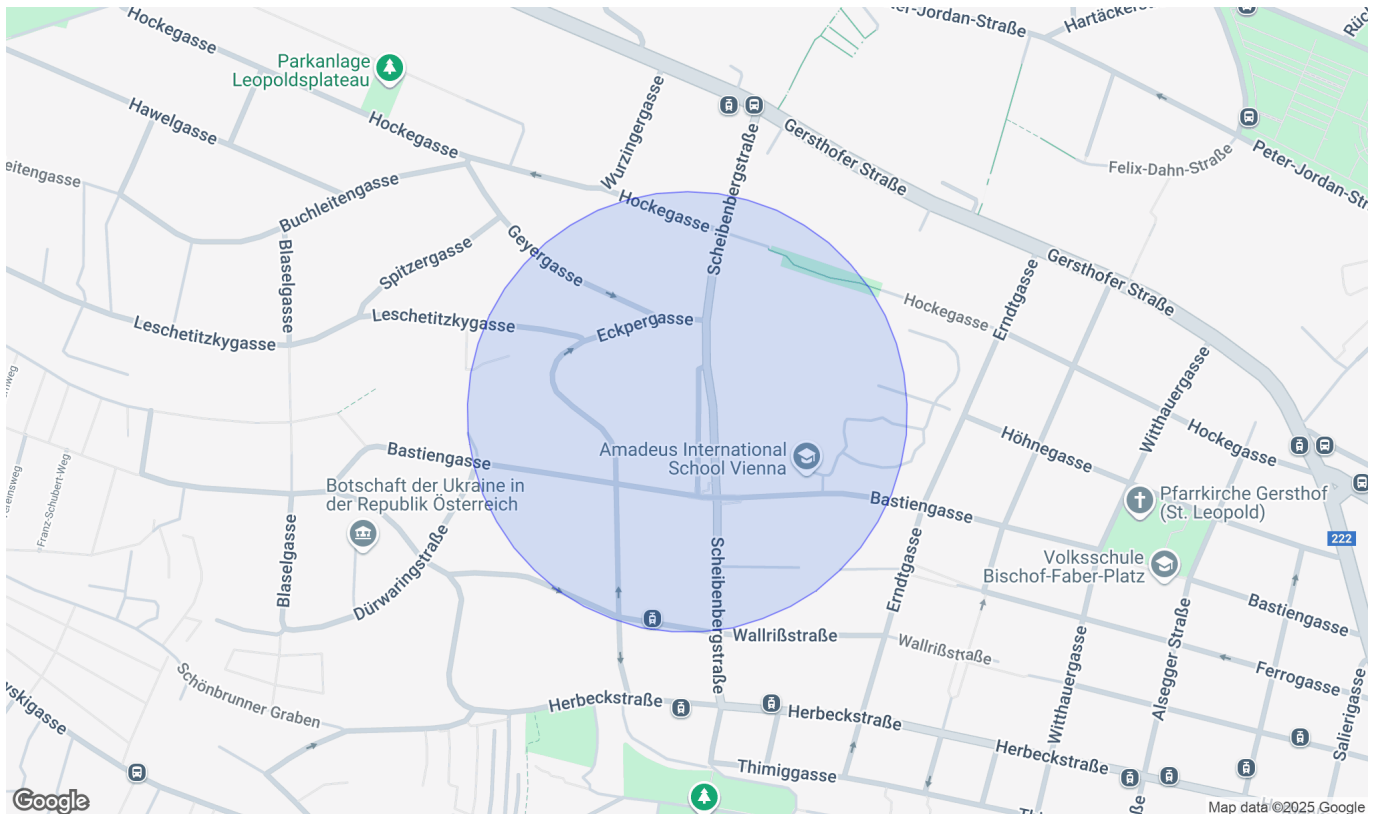 Hockegasse
Peter-Jordan-Straße
Parkanlage
Leopoldsplateau
Hawelgasse
Hockegasse
Wurzingergasse
Gersthofer Straße
Peter-Jordan-Str
Felix-Dahn-Straße
eitengasse
Buchleitengasse
Hockegasse
Scheibenbergstraße
Blaselgasse
Spitzergasse
Geyergasse
Erndtgasse
Gersthofer Straße
Leschetitzkygasse
Leschetitzkygasse
Eckpergasse
Hockegasse
Witthauergasse
Höhnegasse
Hockegasse
Bastiengasse
Amadeus International
School Vienna
Botschaft der Ukraine in
der Republik Österreich
Bastiengasse
Pfarrkirche Gersthof
(St. Leopold)
222
Franz-Schubert-Weg
Blaselgasse
Dürwaringstraße
Scheibenbergstraße
Erndtgasse
Volksschule
Bischof-Faber-Platz
Bastiengasse
Wallrißstraße
Wallrißstraße
Witthauergasse
Alsegger Straße
Ferrogasse
Salierigasse
Schönbrunner Graben
Herbeckstraße
Herbeckstraße
Herbeckstraße
Thimiggasse
Google
Map data ©2025 Google